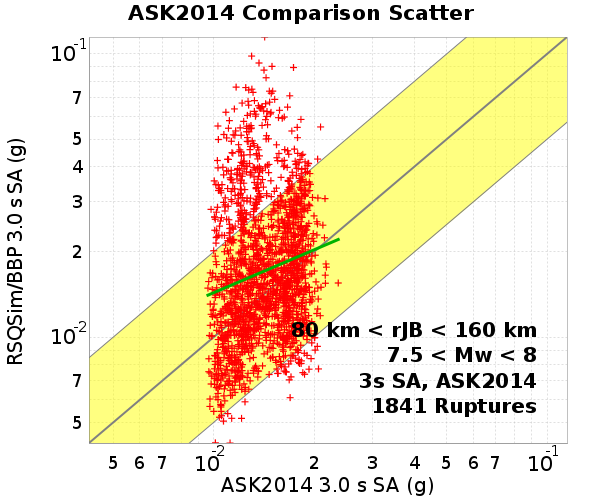 ASK2014 Comparison Scatter
RSQSim/BBP 3.0 s SA (g)
10-1
7
5
4
3
2
10-2
7
5
80 km < rJB < 160 km
7.5 < Mw < 8
3s SA, ASK2014
1841 Ruptures
5 6 7 10-2 2 3 4 5 6 7 10-1
ASK2014 3.0 s SA (g)